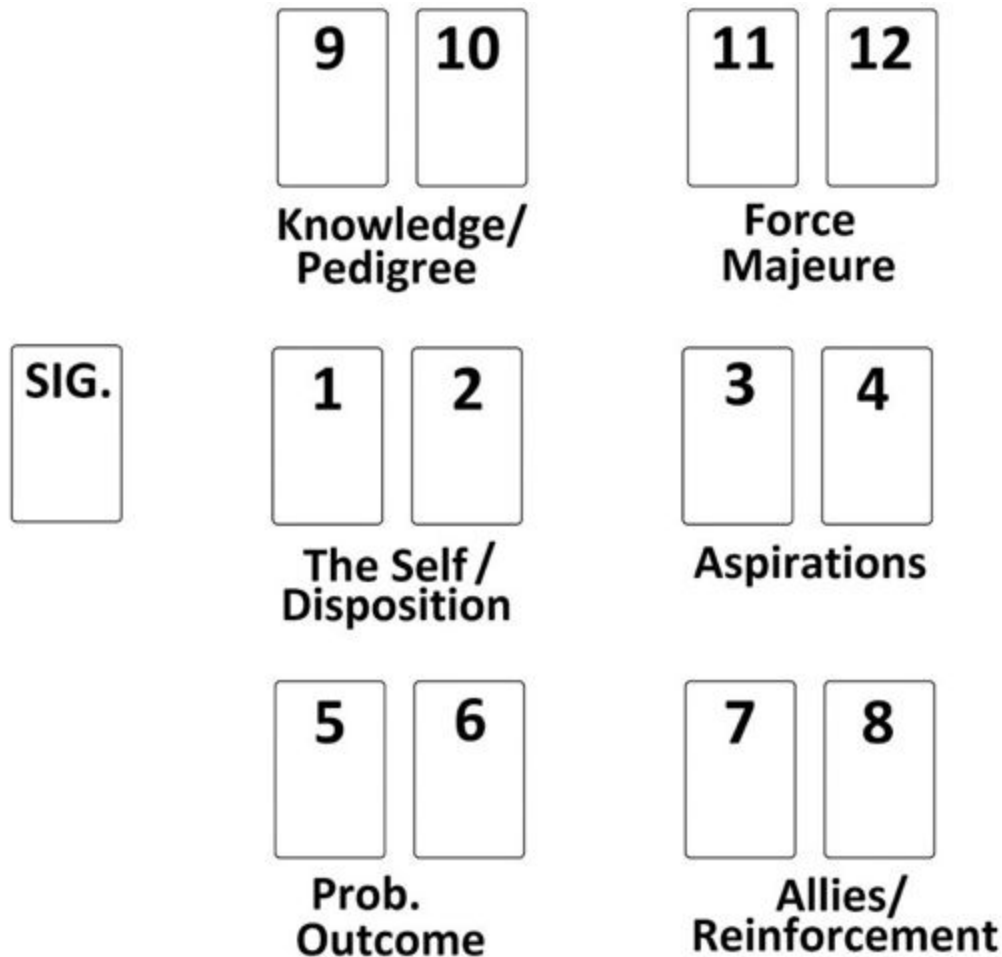 9 10 11 12
Knowledge/
Pedigree
Force
Majeure
SIG. 1 2 3 4
The Self /
Disposition
Aspirations
5 6 7 8
Prob.
Outcome
Allies/
Reinforcement